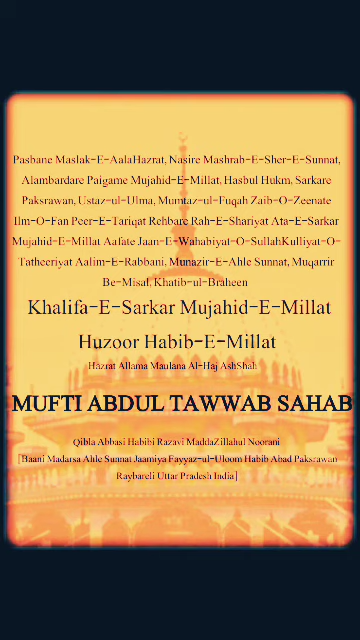 Pasbane Maslak-E-AalaHazrat, Nasire Mashrab-E-Sher-E-Sunnat,
Alambardare Paigame Mujahid-E-Millat, Hasbul Hukm, Sarkare
Paksrawan, Ustaz-ul-Ulma, Mumtaz-ul-Fuqah Zaib-O-Zeenate
Ilm-O-Fan Peer-E-Tariqat Rehbare Rah-E-Shariyat Ata-E-Sarkar
Mujahid-E-Millat Aafate Jaan-E-Wahabiyat-O-SullahKulliyat-O-
Tatheeriyat Aalim-E-Rabbani, Munazir-E-Ahle Sunnat, Muqarrir
Be-Misal, Khatib-ul-Braheen
Khalifa-E-Sarkar Mujahid-E-Millat
Huzoor Habib-E-Millat
Hazrat Allama Maulana Al-Haj AshShah
MUFTI ABDUL TAWWAB SAHAB
Qibla Abbasi Habibi Razavi MaddaZillahul Noorani
[Baani Madarsa Ahle Sunnat Jaamiya Fayyaz-ul-Uloom Habib Abad Paksrawan
Raybareli Uttar Pradesh India]